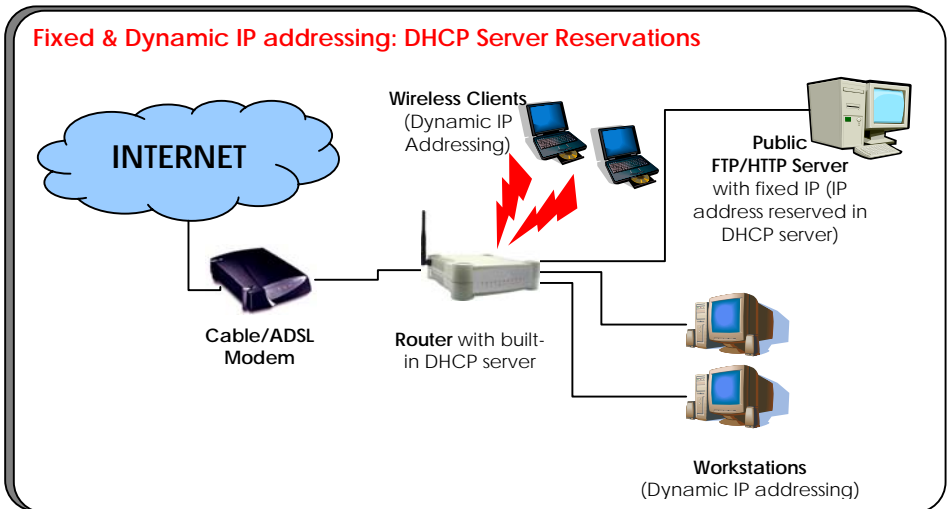 Fixed & Dynamic IP addressing: DHCP Server Reservations
INTERNET
Wireless Clients
(Dynamic IP
Addressing)
Public
FTP/HTTP Server
with fixed IP (IP
address reserved in
DHCP server)
Cable/ADSL
Modem
Router with built-
in DHCP server
Workstations
(Dynamic IP addressing)